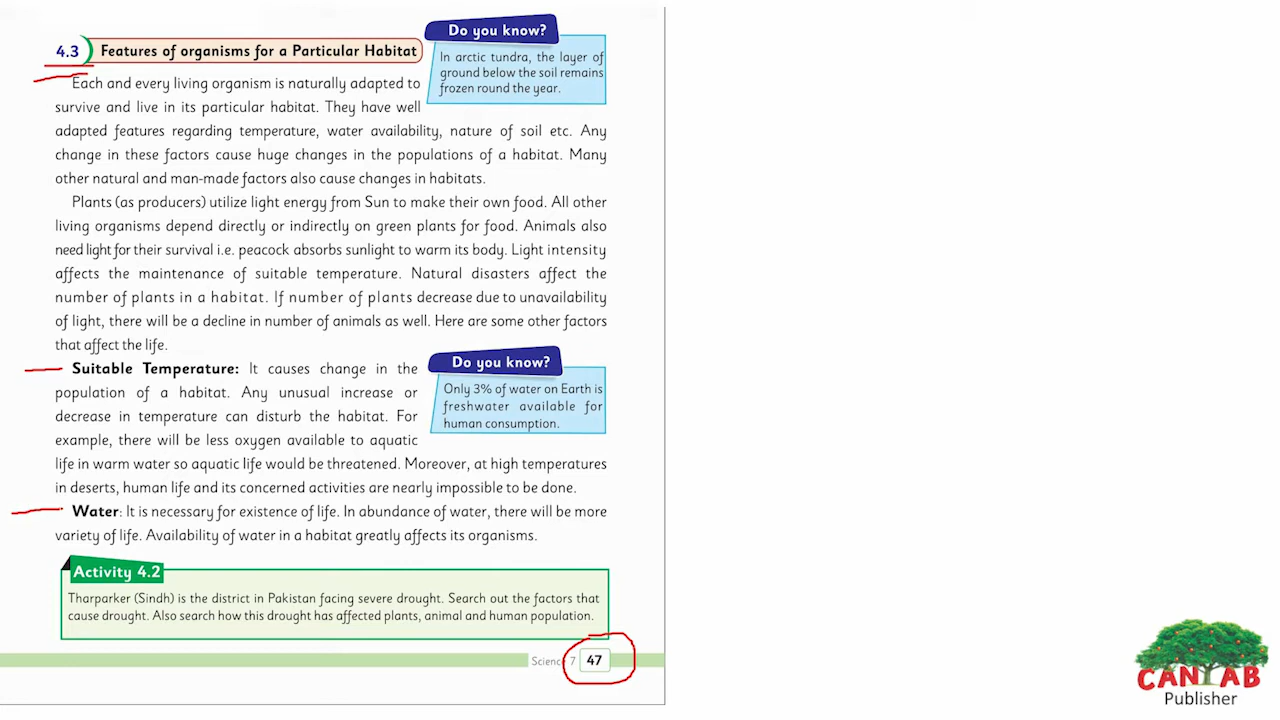 4.3 Features of organisms for a Particular Habitat
Do you know?
In arctic tundra, the layer of
ground below the soil remains
frozen round the year.
Each and every living organism is naturally adapted to
survive and live in its particular habitat. They have well
adapted features regarding temperature, water availability, nature of soil etc. Any
change in these factors cause huge changes in the populations of a habitat. Many
other natural and man-made factors also cause changes in habitats.
Plants (as producers) utilize light energy from Sun to make their own food. All other
living organisms depend directly or indirectly on green plants for food. Animals also
need light for their survival i.e. peacock absorbs sunlight to warm its body. Light intensity
affects the maintenance of suitable temperature. Natural disasters affect the
number of plants in a habitat. If number of plants decrease due to unavailability
of light, there will be a decline in number of animals as well. Here are some other factors
that affect the life.
Suitable Temperature: It causes change in the
population of a habitat. Any unusual increase or
decrease in temperature can disturb the habitat. For
example, there will be less oxygen available to aquatic
life in warm water so aquatic life would be threatened. Moreover, at high temperatures
in deserts, human life and its concerned activities are nearly impossible to be done.
Do you know?
Only 3% of water on Earth is
freshwater available for
human consumption.
Water: It is necessary for existence of life. In abundance of water, there will be more
variety of life. Availability of water in a habitat greatly affects its organisms.
Activity 4.2
Tharparker (Sindh) is the district in Pakistan facing severe drought. Search out the factors that
cause drought. Also search how this drought has affected plants, animal and human population.
Science 7 47
CANTAB
Publisher